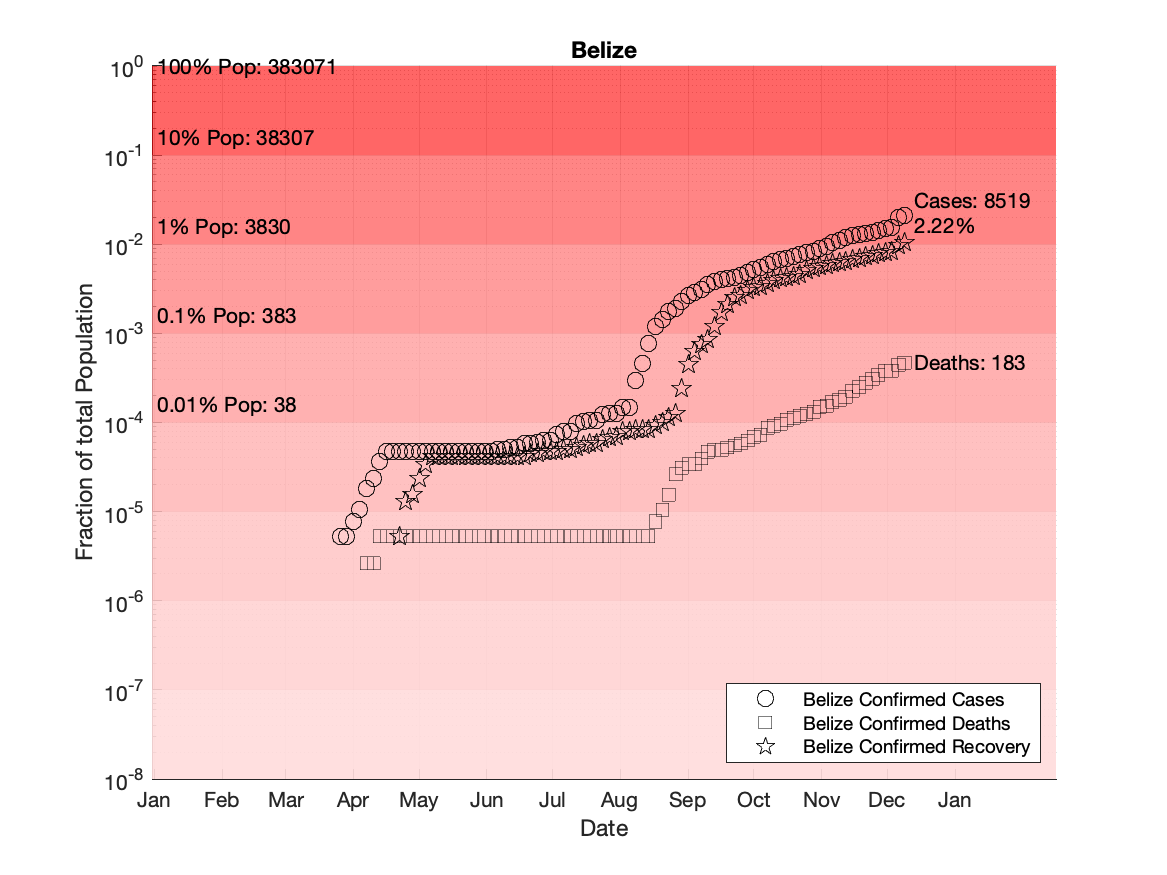 Belize
10^0
100% Pop: 383071
10% Pop: 38307
10^-1
1% Pop: 3830
10^-2
0.1% Pop: 383
10^-3
0.01% Pop: 38
10^-4
10^-5
10^-6
10^-7
10^-8
Fraction of total Population
Cases: 8519
2.22%
Deaths: 183
Belize Confirmed Cases
Belize Confirmed Deaths
Belize Confirmed Recovery
Jan Feb Mar Apr May Jun Jul Aug Sep Oct Nov Dec Jan
Date